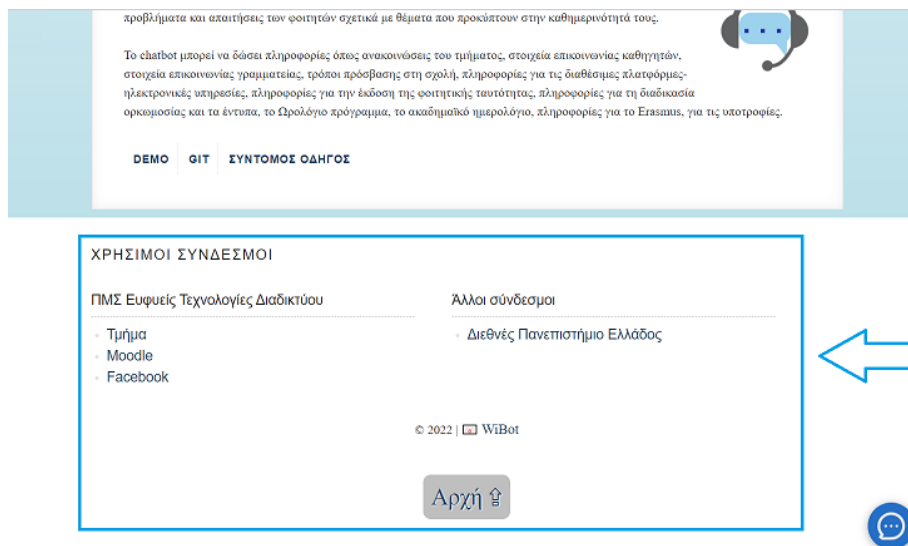 προβλήματα και απαιτήσεις των φοιτητών σχετικά με θέματα που προκύπτουν στην καθημερινότητά τους.
Το chatbot μπορεί να δώσει πληροφορίες όπως ανακοινώσεις του τμήματος, στοιχεία επικοινωνίας καθηγητών,
στοιχεία επικοινωνίας γραμματείας, τρόποι πρόσβασης στη σχολή, πληροφορίες για τις διαθέσιμες πλατφόρμες-
ηλεκτρονικές υπηρεσίες, πληροφορίες για την έκδοση της φοιτητικής ταυτότητας, πληροφορίες για τη διαδικασία
ορκωμοσίας και τα έντυπα, το Ωρολόγιο πρόγραμμα, το ακαδημαϊκό ημερολόγιο, πληροφορίες για το Erasmus, για τις υποτροφίες.
DEMO GIT ΣΥΝΤΟΜΟΣ ΟΔΗΓΟΣ
ΧΡΗΣΙΜΟΙ ΣΥΝΔΕΣΜΟΙ
ΠΜΣ Ευφυείς Τεχνολογίες Διαδικτύου
Τμήμα
Moodle
Facebook
Άλλοι σύνδεσμοι
Διεθνές Πανεπιστήμιο Ελλάδος
© 2022 | WiBot
Αρχή ⇪